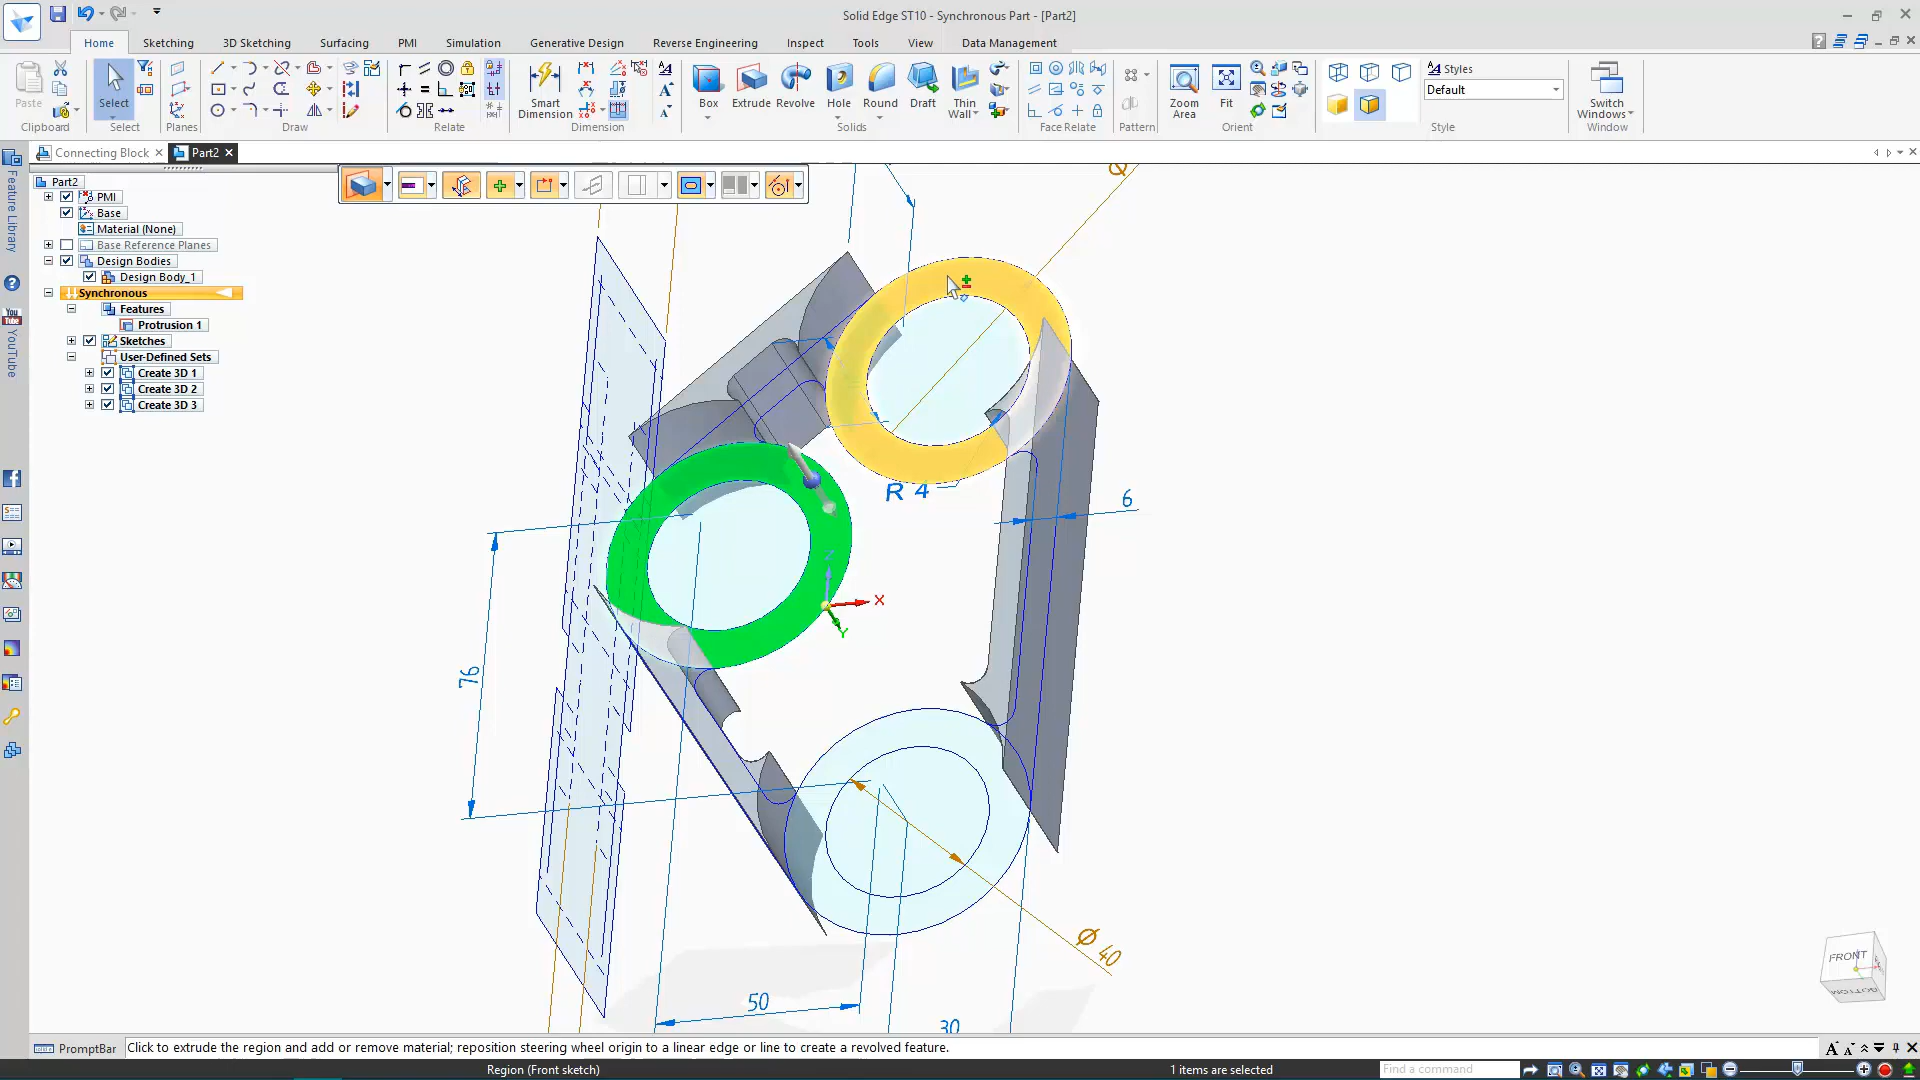 Solid Edge ST10 - Synchronous Part - [Part2]
Home
Sketching
3D Sketching
Surfacing
PMI
Simulation
Generative Design
Reverse Engineering
Inspect
Tools
View
Data Management
Paste
Select
Smart
Dimension
Box
Extrude
Revolve
Hole
Round
Draft
Thin
Wall
Zoom
Area
Fit
Styles
Default
Switch
Windows
Clipboard
Select
Planes
Draw
Relate
Dimension
Solids
Face Relate
Pattern
Orient
Style
Window
Connecting Block
Part2
Feature Library
YouTube
Part2
PMI
Base
Material (None)
Base Reference Planes
Design Bodies
Design Body_1
Synchronous
Features
Protrusion 1
Sketches
User-Defined Sets
Create 3D 1
Create 3D 2
Create 3D 3
R 4
6
76
Z
X
Y
Ø 40
50
30
FRONT
BOTTOM
PromptBar
Click to extrude the region and add or remove material; reposition steering wheel origin to a linear edge or line to create a revolved feature.
Region (Front sketch)
1 items are selected
Find a command